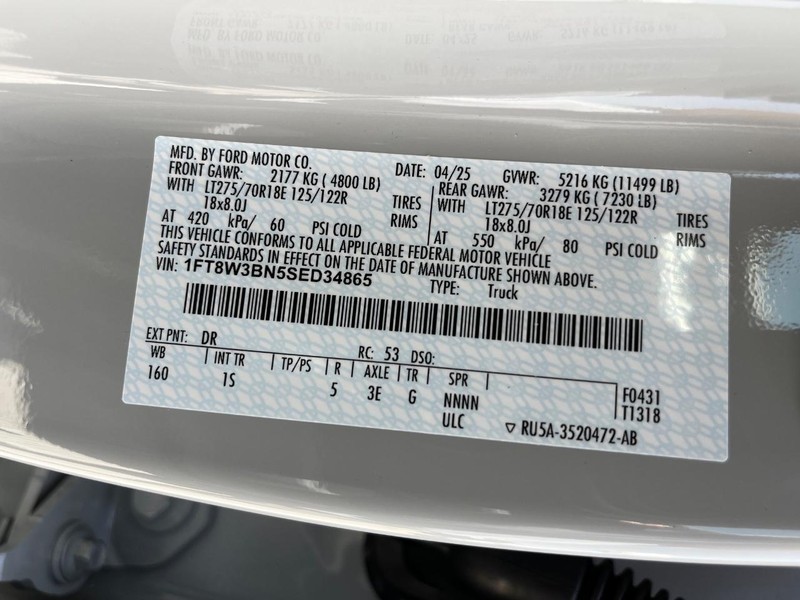 MFD. BY FORD MOTOR CO. DATE: 04/25 GVWR: 5216 KG (11499 LB)
FRONT GAWR: 2177 KG ( 4800 LB) REAR GAWR: 3279 KG ( 7230 LB)
WITH LT275/70R18E 125/122R TIRES WITH LT275/70R18E 125/122R TIRES
18x8.0J RIMS 18x8.0J RIMS
AT 420 kPa/ 60 PSI COLD AT 550 kPa/ 80 PSI COLD
THIS VEHICLE CONFORMS TO ALL APPLICABLE FEDERAL MOTOR VEHICLE
SAFETY STANDARDS IN EFFECT ON THE DATE OF MANUFACTURE SHOWN ABOVE.
VIN: 1FT8W3BN5SED34865 TYPE: Truck
EXT PNT: DR RC: 53 DSO:
WB INT TR TP/PS R AXLE TR SPR
160 1S 5 3E G NNNN F0431
ULC T1318
RU5A-3520472-AB